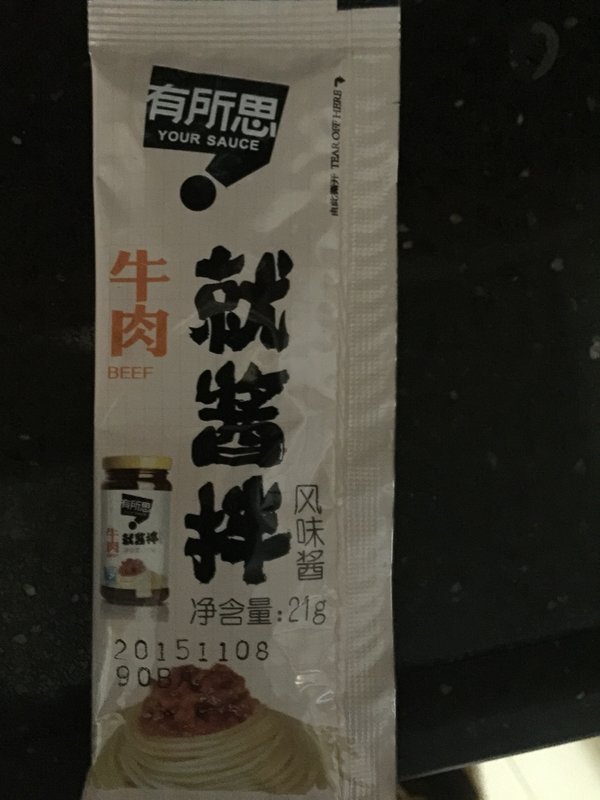 有所思
YOUR SAUCE
由此撕开 TEAR OFF HERE
牛肉
BEEF
就酱拌
风味酱
有所思
牛肉
就酱拌
净含量:21g
20151108